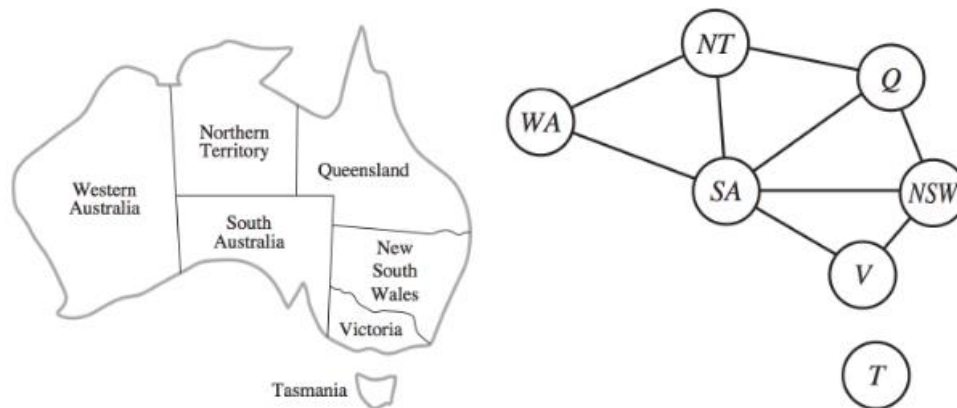 Northern
Territory
Western
Australia
Queensland
South
Australia
New
South
Wales
Victoria
Tasmania
NT
Q
WA
SA
NSW
V
T